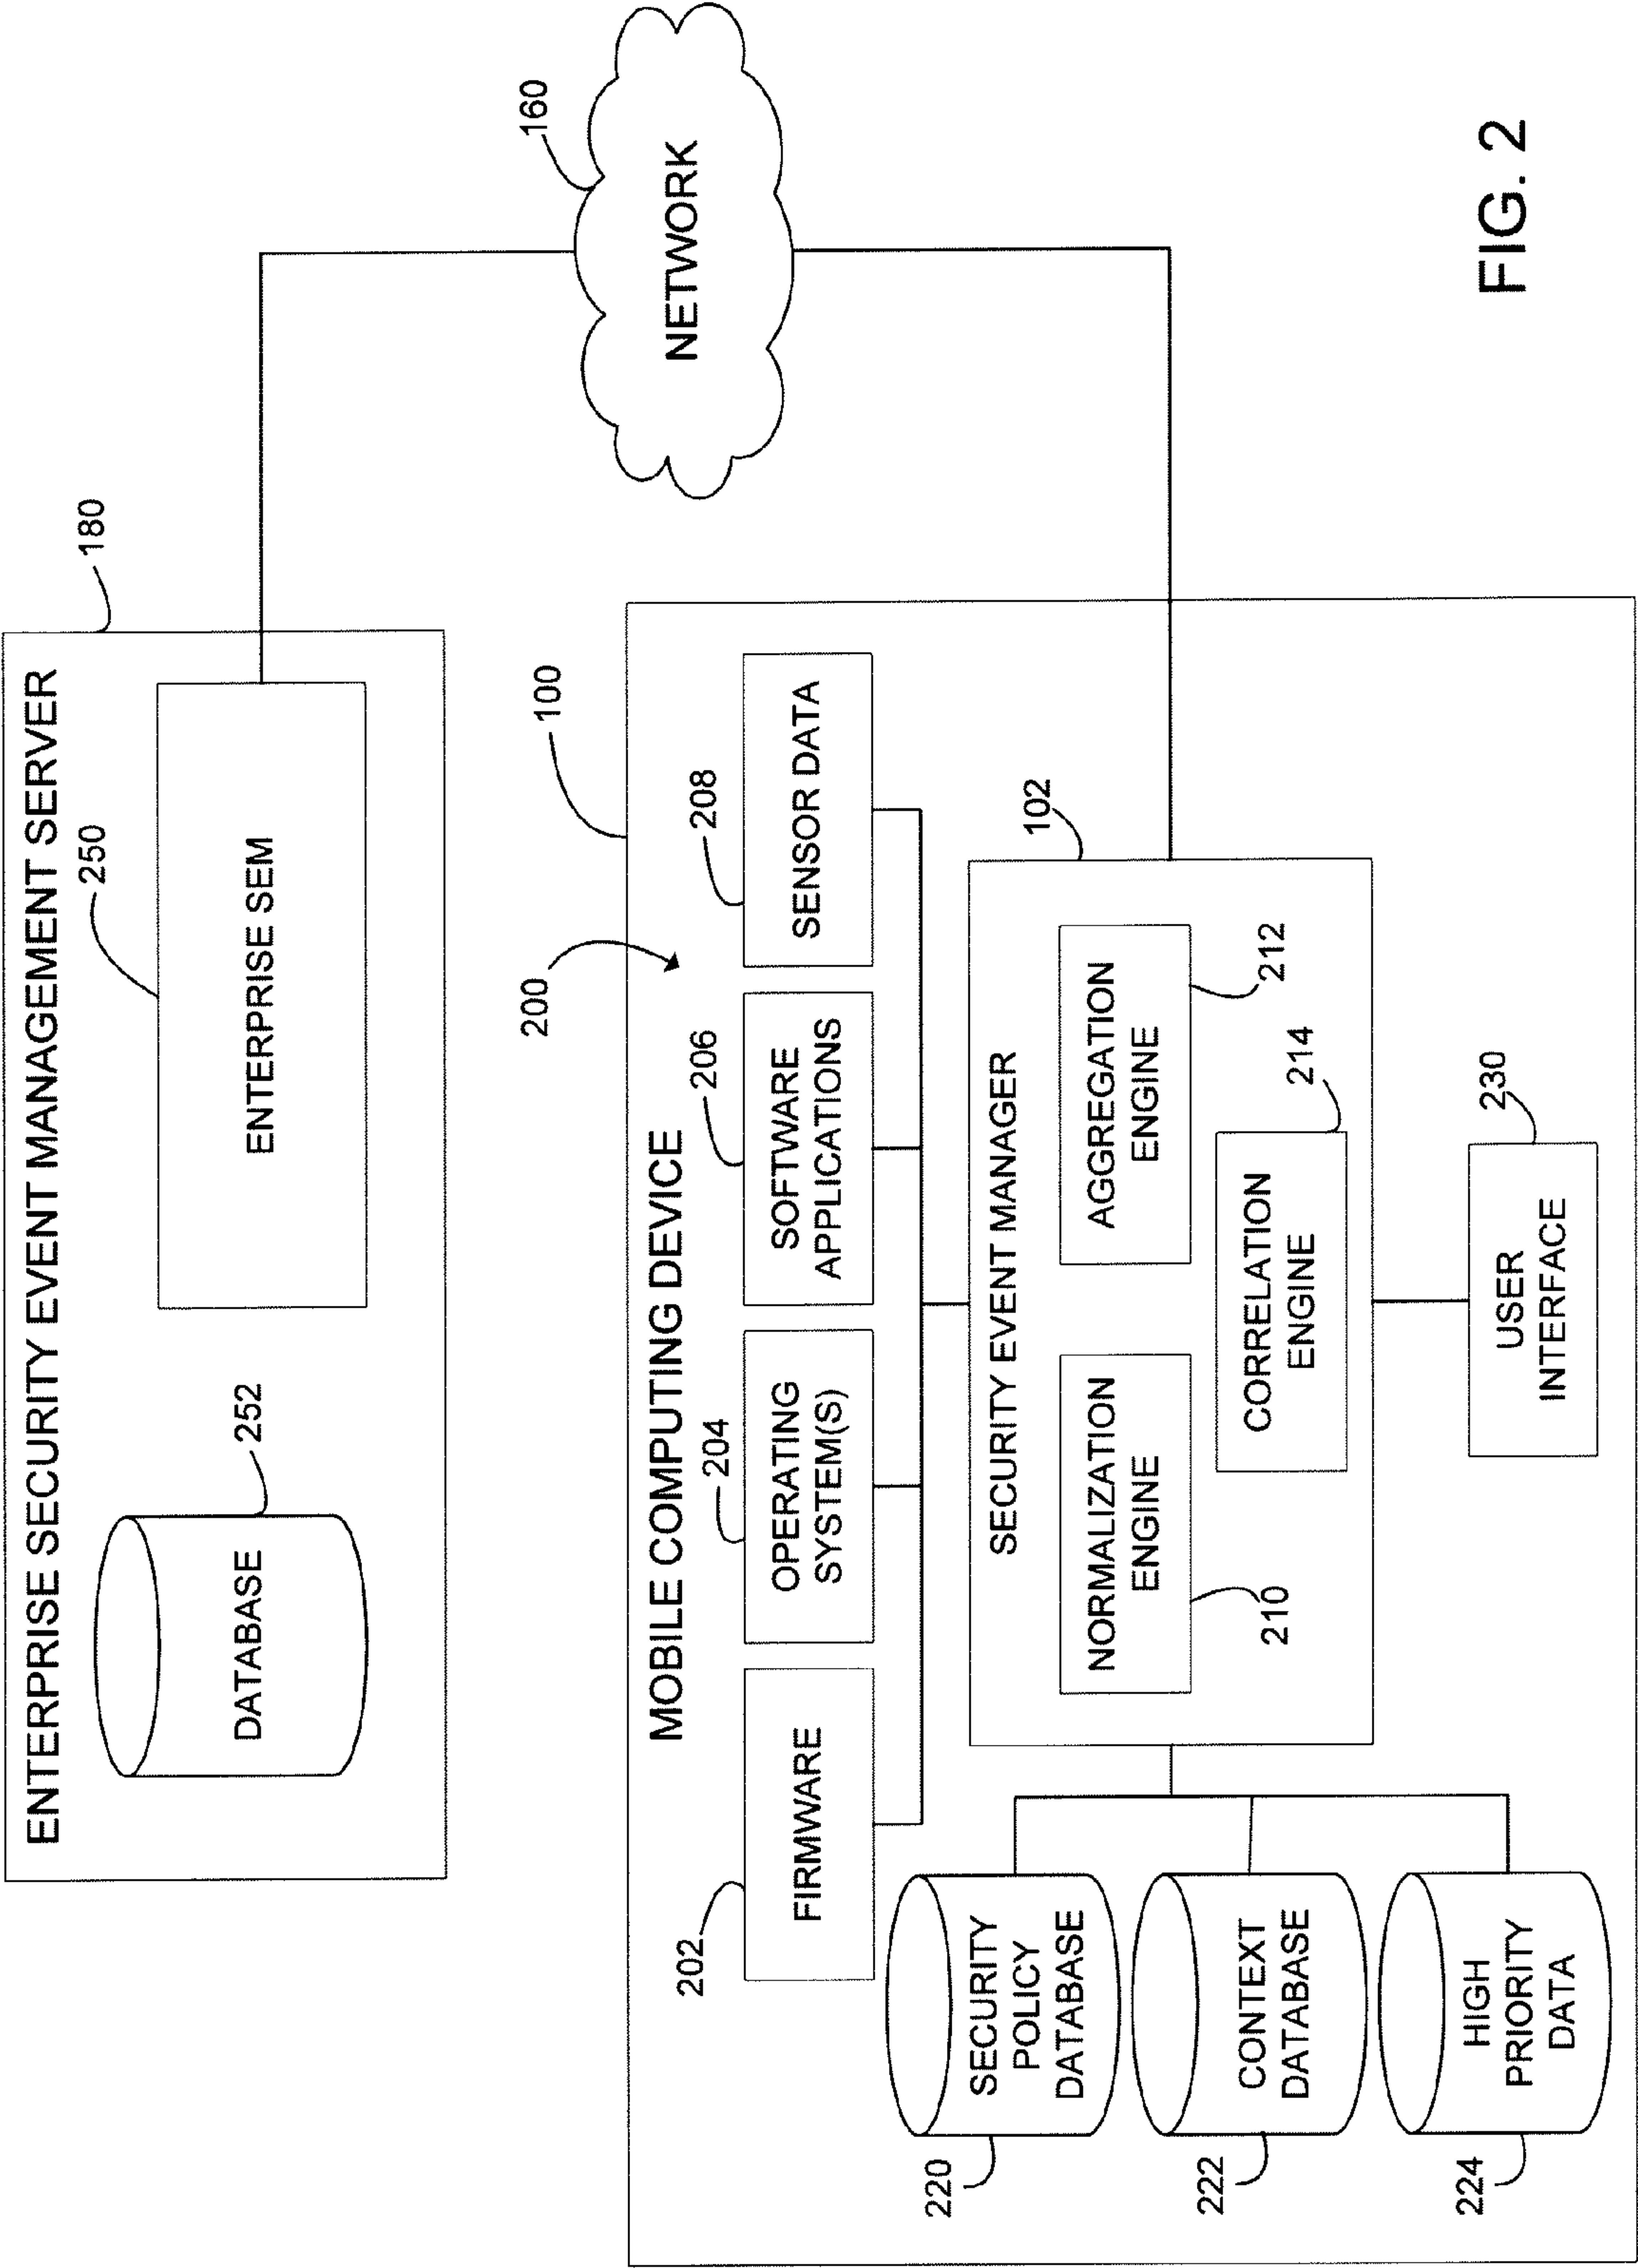 ENTERPRISE SECURITY EVENT MANAGEMENT SERVER
180
252
DATABASE
250
ENTERPRISE SEM
160
NETWORK
MOBILE COMPUTING DEVICE
200
100
202
FIRMWARE
204
OPERATING
SYSTEM(S)
206
SOFTWARE
APPLICATIONS
208
SENSOR DATA
220
SECURITY
POLICY
DATABASE
222
CONTEXT
DATABASE
224
HIGH
PRIORITY
DATA
SECURITY EVENT MANAGER
102
NORMALIZATION
ENGINE
210
AGGREGATION
ENGINE
212
CORRELATION
ENGINE
214
USER
INTERFACE
230
FIG. 2